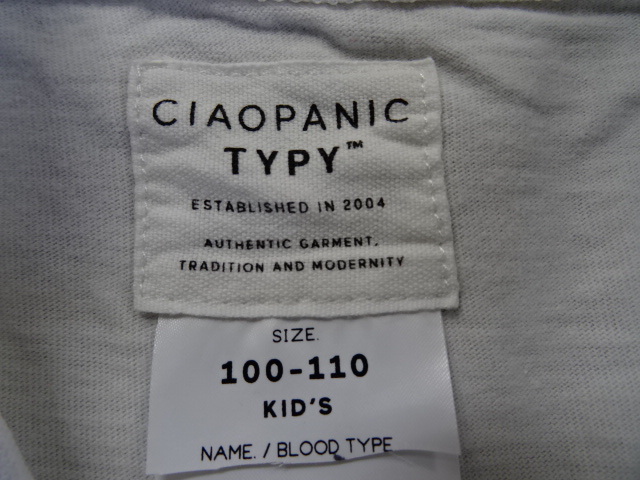 CIAOPANIC
TYPY™
ESTABLISHED IN 2004
AUTHENTIC GARMENT.
TRADITION AND MODERNITY
SIZE.
100-110
KID'S
NAME. / BLOOD TYPE